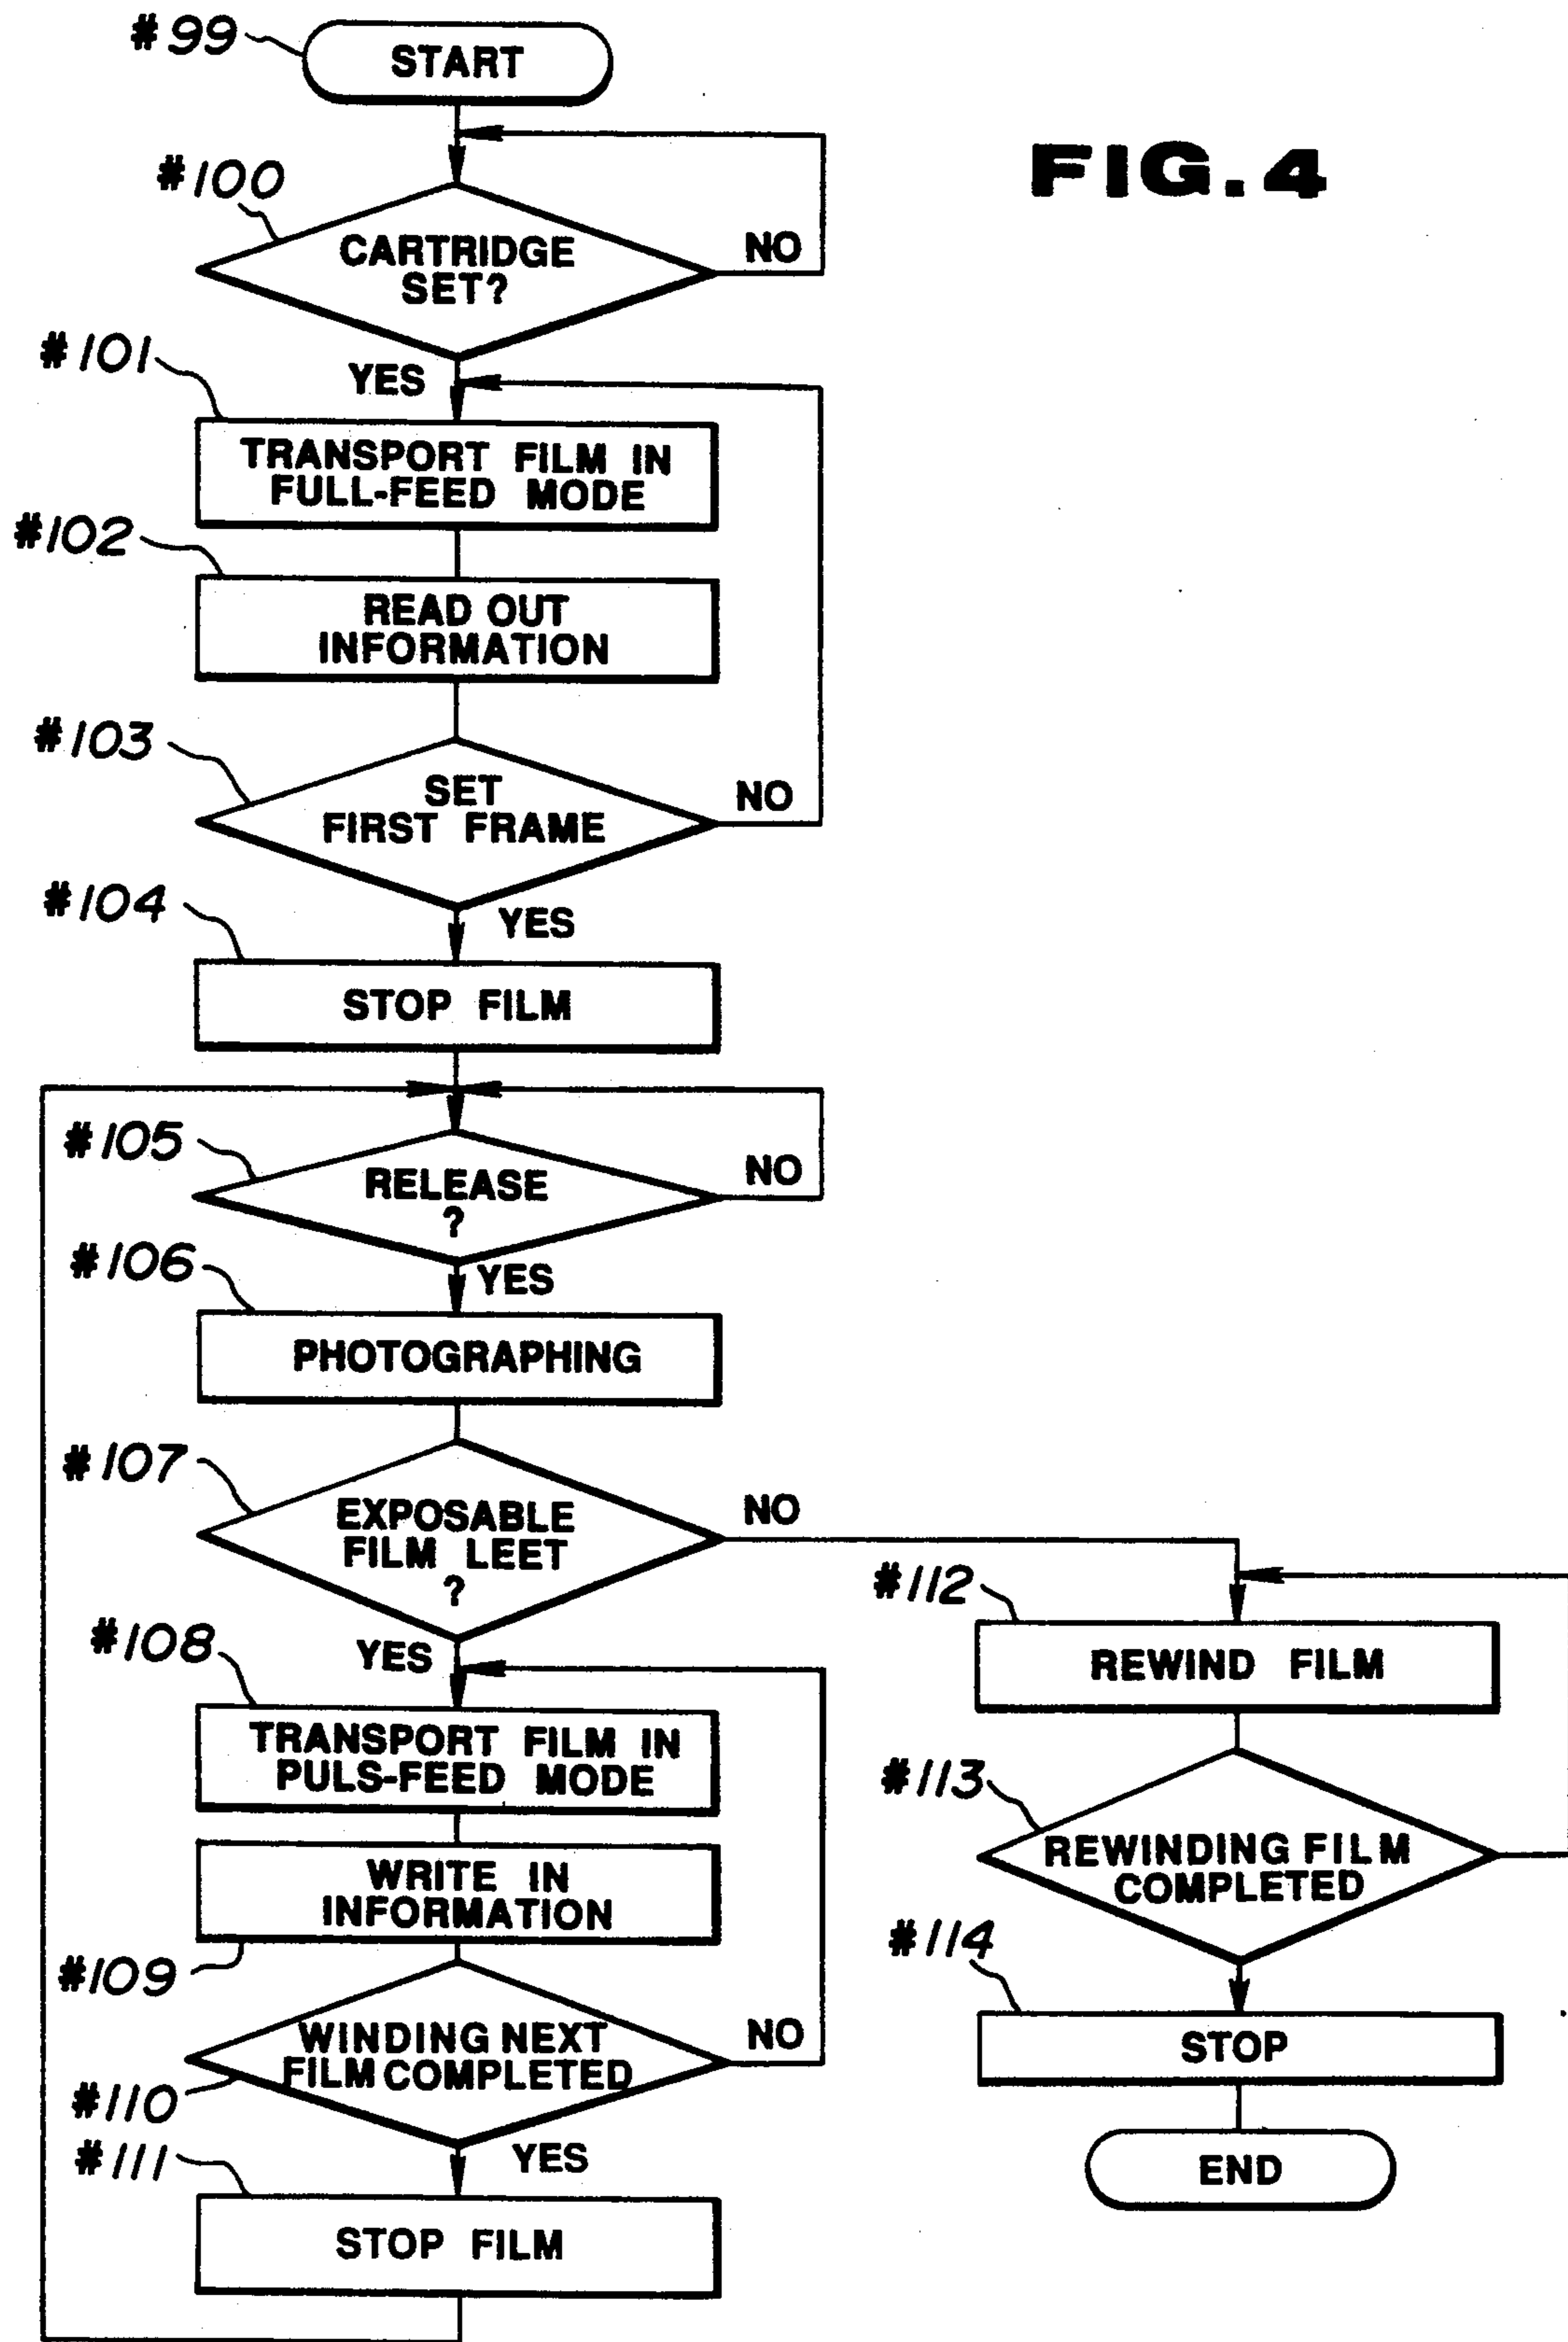 #99
START
FIG.4
#100
CARTRIDGE
SET?
NO
#101
YES
TRANSPORT FILM IN
FULL-FEED MODE
#102
READ OUT
INFORMATION
#103
SET
FIRST FRAME
NO
#104
YES
STOP FILM
#105
RELEASE
?
NO
#106
YES
PHOTOGRAPHING
#107
EXPOSABLE
FILM LEET
?
NO
#108
YES
TRANSPORT FILM IN
PULS-FEED MODE
WRITE IN
INFORMATION
#109
WINDING NEXT
FILM COMPLETED
NO
#110
#111
YES
STOP FILM
#112
REWIND FILM
#113
REWINDING FILM
COMPLETED
#114
STOP
END